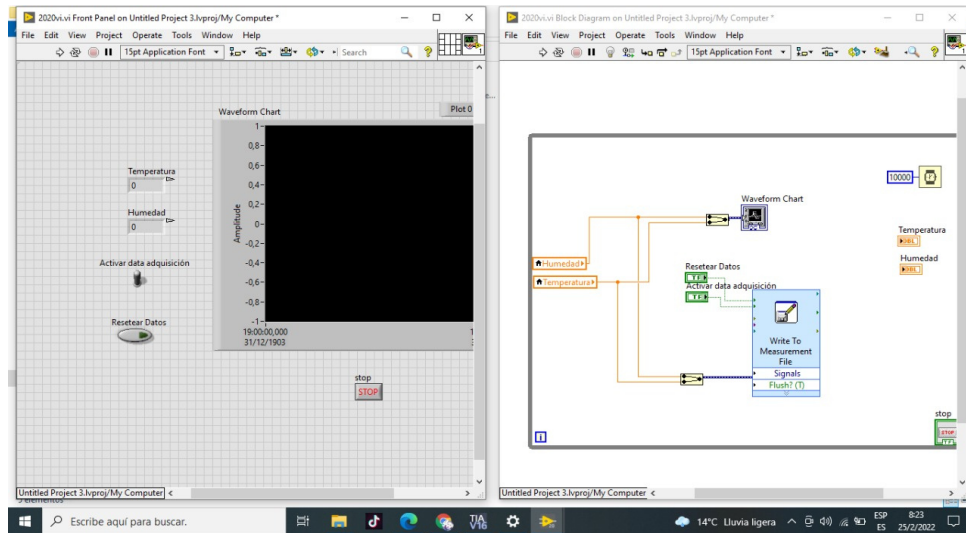 2020vi.vi Front Panel on Untitled Project 3.lvproj/My Computer *
File Edit View Project Operate Tools Window Help
15pt Application Font
Search
Waveform Chart
Plot 0
1
0,8
0,6
0,4
0,2
0
-0,2
-0,4
-0,6
-0,8
-1
Amplitude
19:00:00,000
31/12/1903
Temperatura
0
Humedad
0
Activar data adquisición
Resetear Datos
stop
STOP
Untitled Project 3.lvproj/My Computer
2020vi.vi Block Diagram on Untitled Project 3.lvproj/My Computer *
File Edit View Project Operate Tools Window Help
15pt Application Font
10000
Waveform Chart
Temperatura
DBL
Humedad
DBL
Humedad
Temperatura
Resetear Datos
TF
Activar data adquisición
TF
Write To
Measurement
File
Signals
Flush? (T)
stop
STOP
TF
i
Untitled Project 3.lvproj/My Computer
5 elementos
Escribe aquí para buscar.
TIA
V16
14°C Lluvia ligera
ESP
ES
8:23
25/2/2022